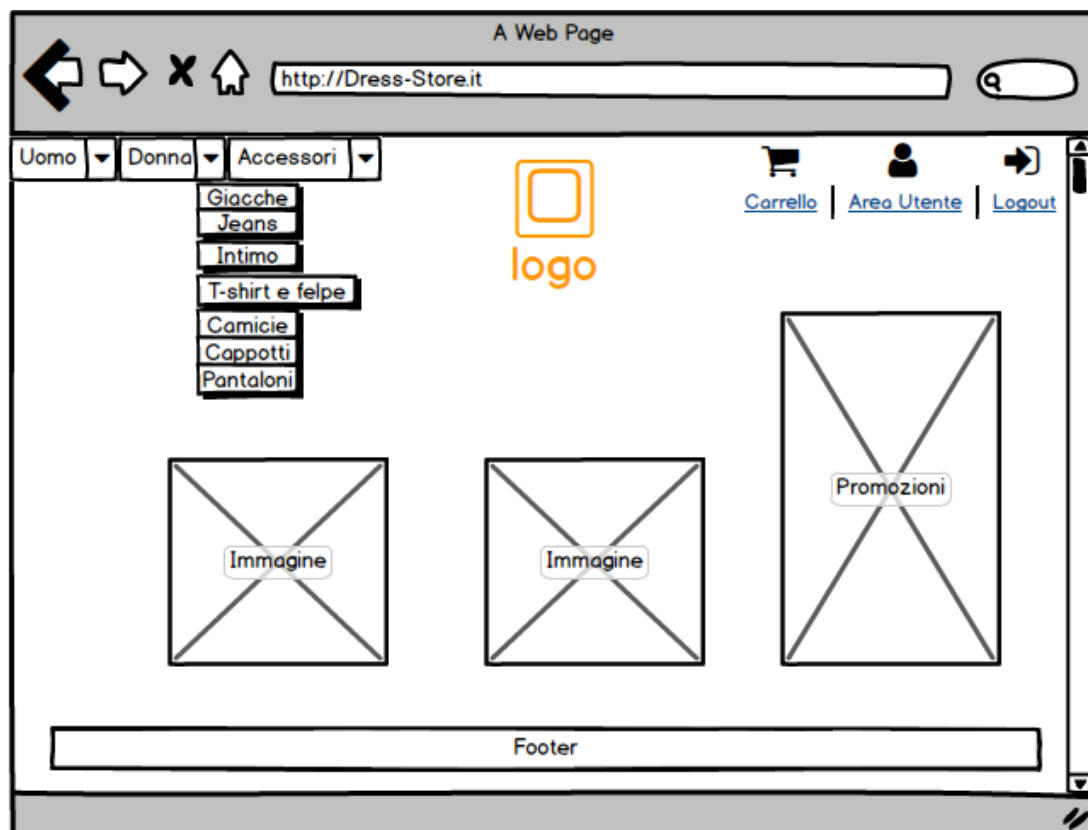 A Web Page
http://Dress-Store.it
Uomo
Donna
Accessori
Giacche
Jeans
Intimo
T-shirt e felpe
Camicie
Cappotti
Pantaloni
logo
Carrello
Area Utente
Logout
Immagine
Immagine
Promozioni
Footer